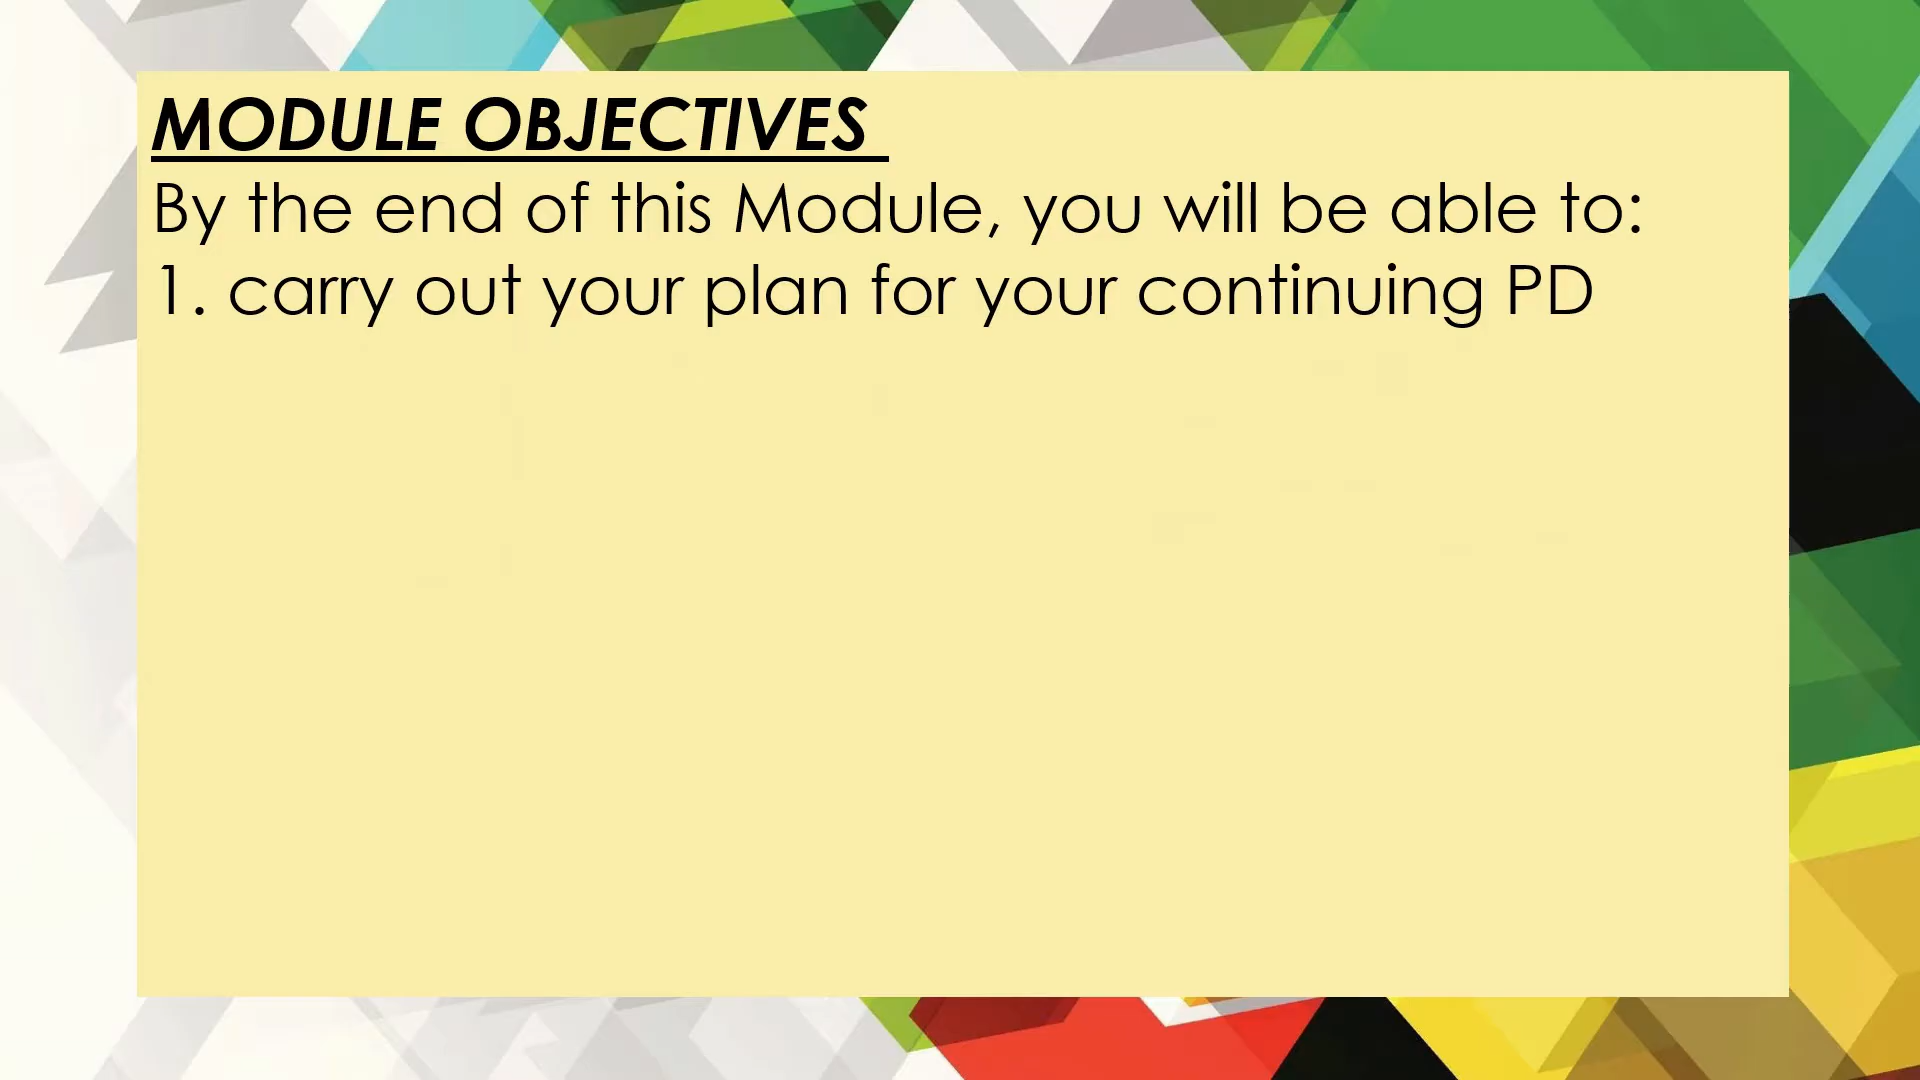 MODULE OBJECTIVES
By the end of this Module, you will be able to:
1. carry out your plan for your continuing PD